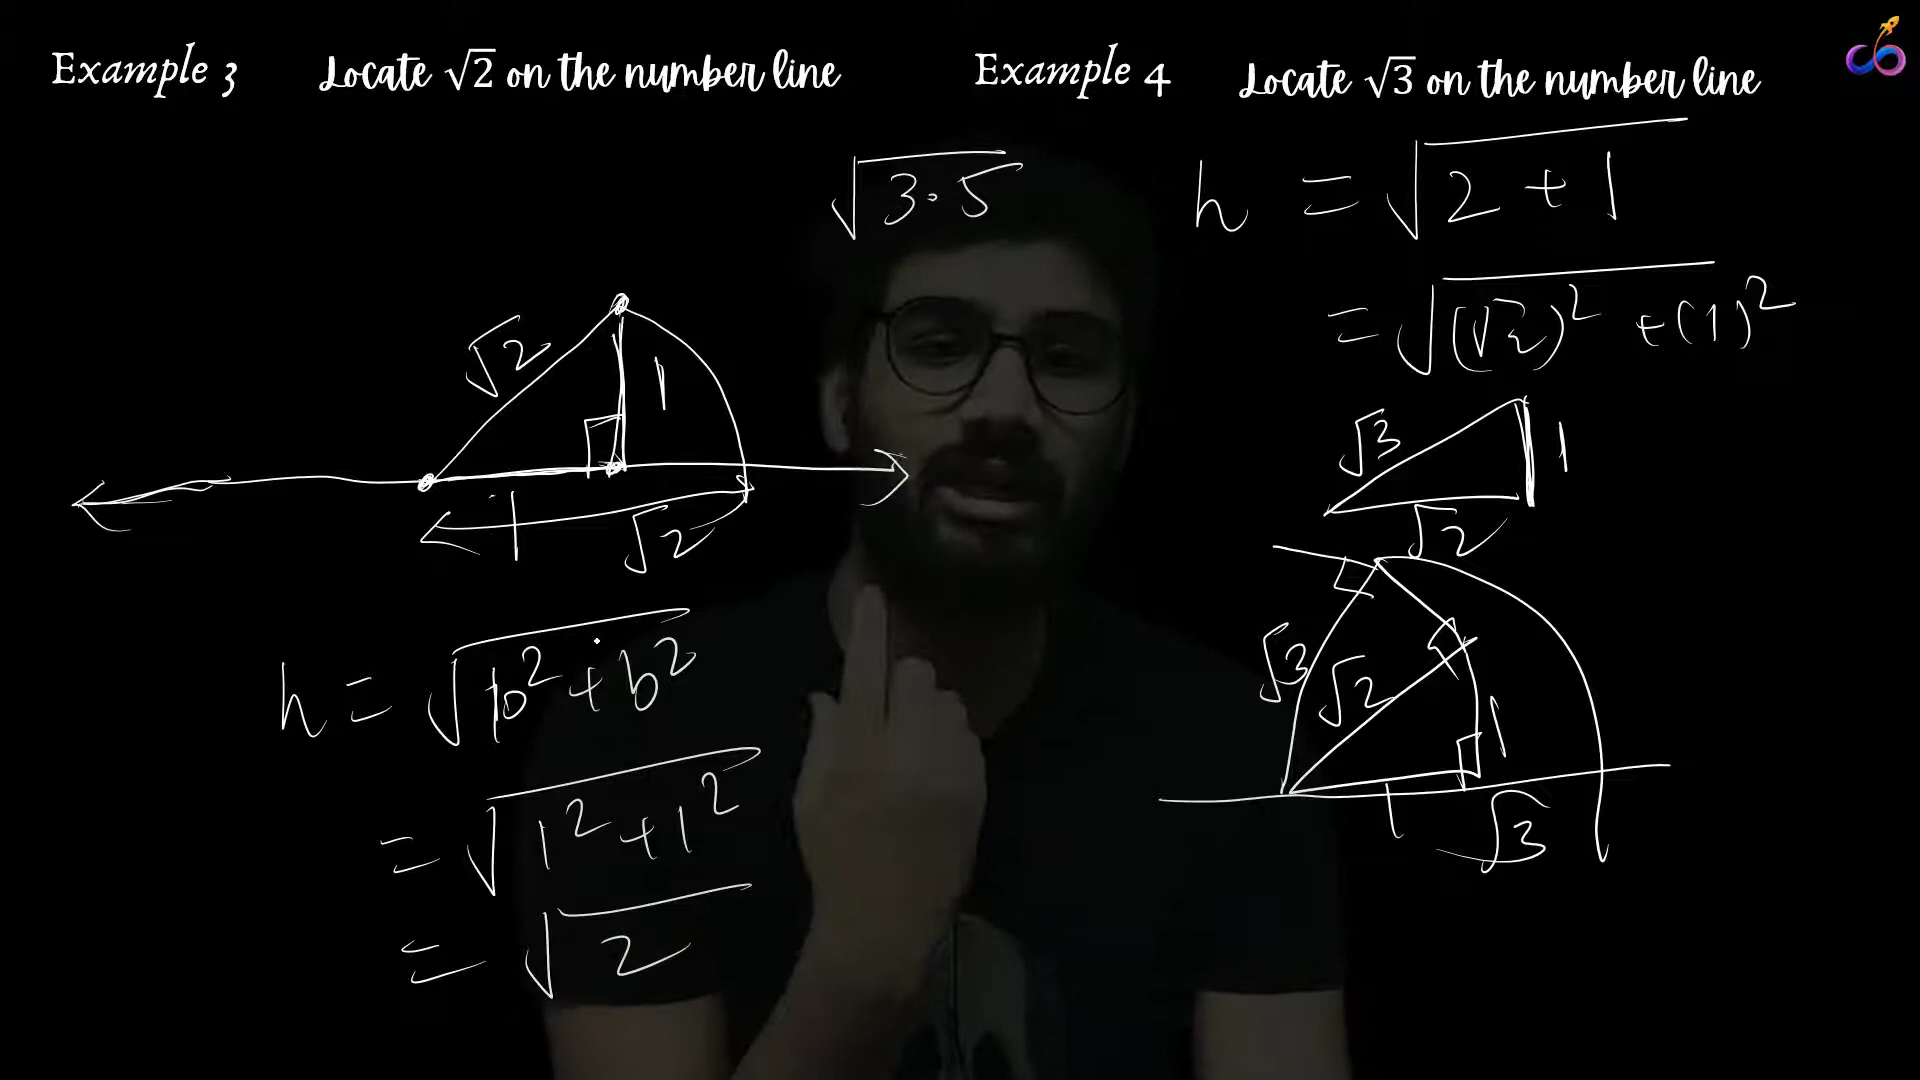 Example 3 Locate √2 on the number line
Example 4 Locate √3 on the number line
√3.5
√2
1
1
√2
h = √p² + b²
= √1² + 1²
= √2
h = √2 + 1
= √(√2)² + (1)²
√3
1
√2
√3
√2
1
1
√3